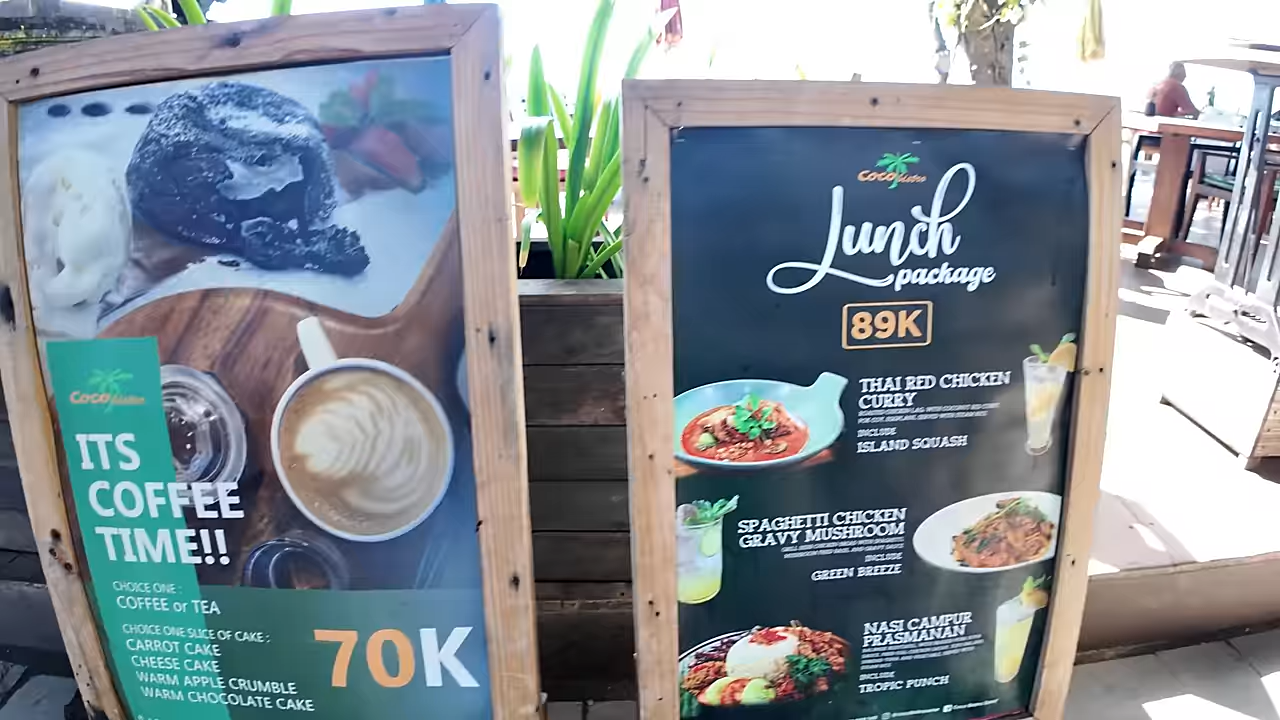 Coco bistro
ITS
COFFEE
TIME!!
CHOICE ONE :
COFFEE or TEA
CHOICE ONE SLICE OF CAKE :
CARROT CAKE
CHEESE CAKE
WARM APPLE CRUMBLE
WARM CHOCOLATE CAKE
70K
Coco bistro
Lunch
package
89K
THAI RED CHICKEN
CURRY
INCLUDE
ISLAND SQUASH
SPAGHETTI CHICKEN
GRAVY MUSHROOM
INCLUDE
GREEN BREEZE
NASI CAMPUR
PRASMANAN
INCLUDE
TROPIC PUNCH